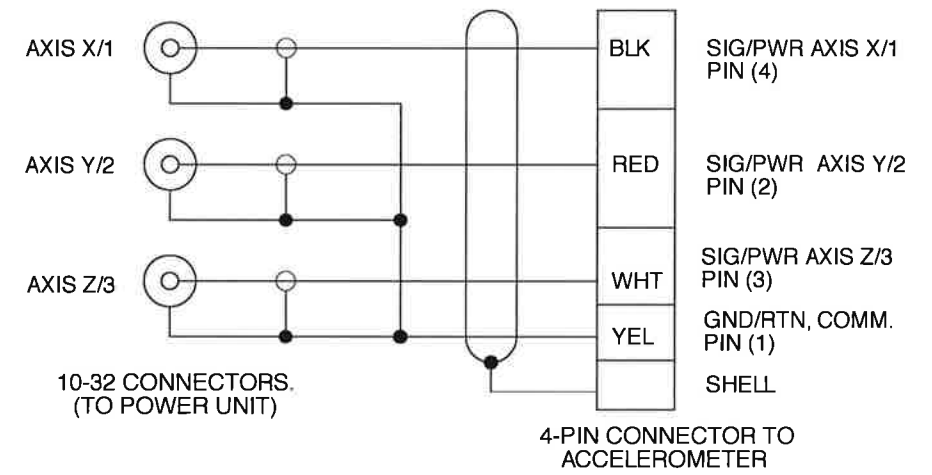 AXIS X/1
BLK
SIG/PWR AXIS X/1
PIN (4)
AXIS Y/2
RED
SIG/PWR AXIS Y/2
PIN (2)
AXIS Z/3
WHT
SIG/PWR AXIS Z/3
PIN (3)
YEL
GND/RTN, COMM.
PIN (1)
SHELL
10-32 CONNECTORS.
(TO POWER UNIT)
4-PIN CONNECTOR TO
ACCELEROMETER